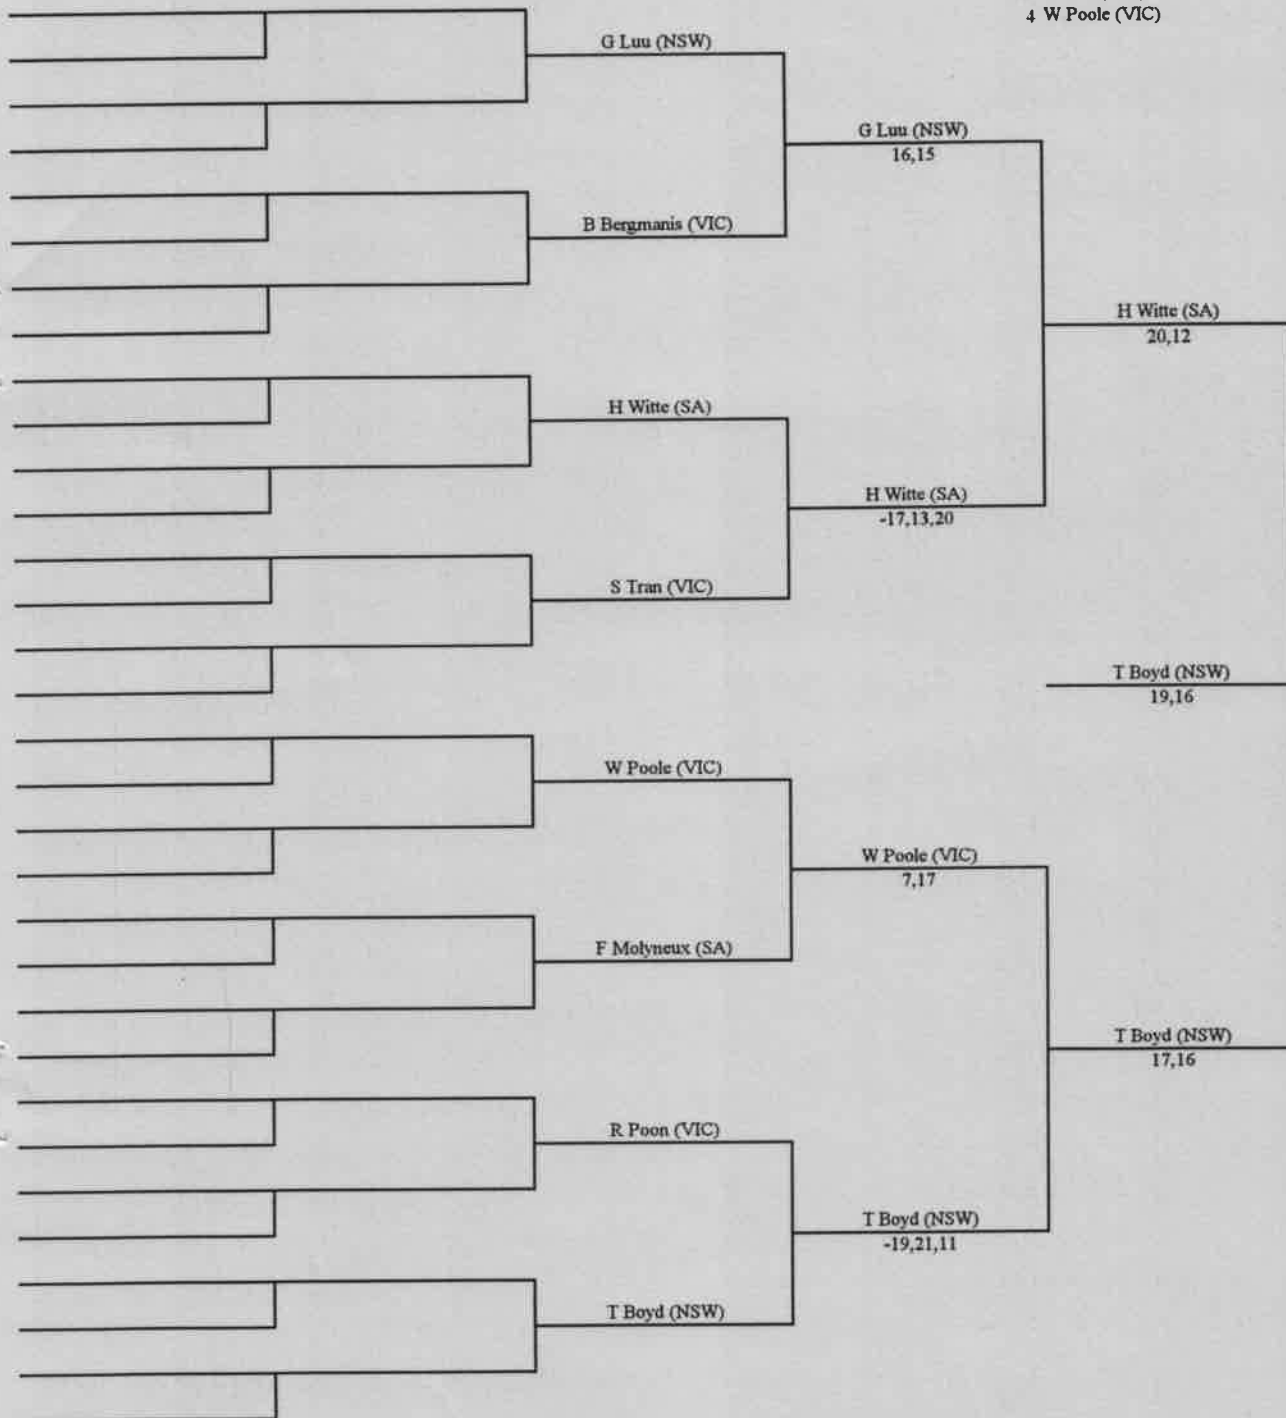 4 W Poole (VIC)
G Luu (NSW)
G Luu (NSW)
16,15
B Bergmanis (VIC)
H Witte (SA)
20,12
H Witte (SA)
H Witte (SA)
-17,13,20
S Tran (VIC)
T Boyd (NSW)
19,16
W Poole (VIC)
W Poole (VIC)
7,17
F Molyneux (SA)
T Boyd (NSW)
17,16
R Poon (VIC)
T Boyd (NSW)
-19,21,11
T Boyd (NSW)